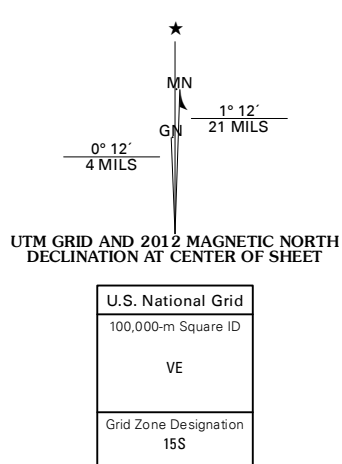 ★
MN
1° 12´
21 MILS
GN
0° 12´
4 MILS
UTM GRID AND 2012 MAGNETIC NORTH
DECLINATION AT CENTER OF SHEET
U.S. National Grid
100,000-m Square ID
VE
Grid Zone Designation
15S